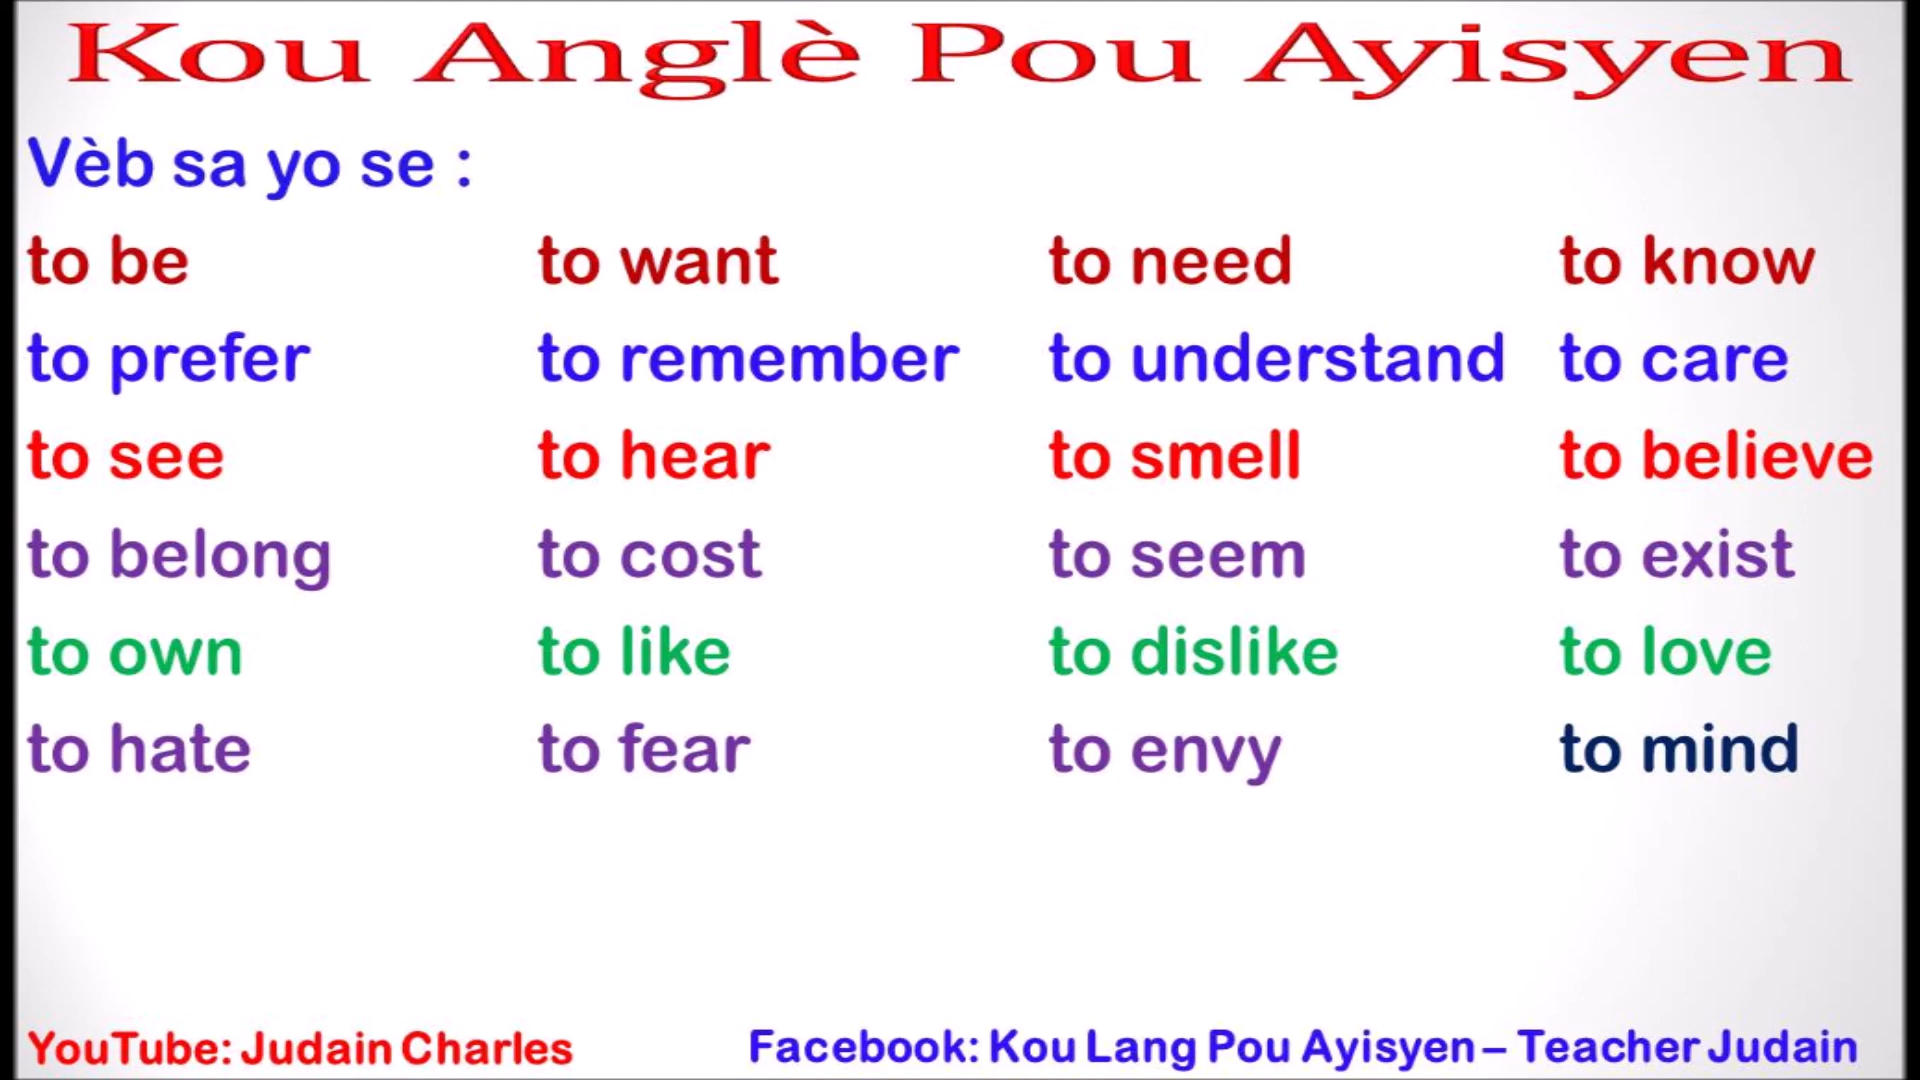 Kou Anglè Pou Ayisyen
Vèb sa yo se :
to be to want to need to know
to prefer to remember to understand to care
to see to hear to smell to believe
to belong to cost to seem to exist
to own to like to dislike to love
to hate to fear to envy to mind
YouTube: Judain Charles Facebook: Kou Lang Pou Ayisyen – Teacher Judain